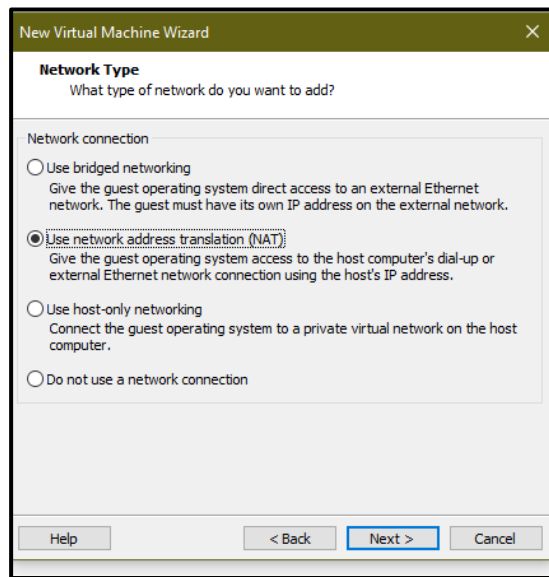 New Virtual Machine Wizard
Network Type
What type of network do you want to add?
Network connection
Use bridged networking
Give the guest operating system direct access to an external Ethernet
network. The guest must have its own IP address on the external network.
Use network address translation (NAT)
Give the guest operating system access to the host computer's dial-up or
external Ethernet network connection using the host's IP address.
Use host-only networking
Connect the guest operating system to a private virtual network on the host
computer.
Do not use a network connection
Help
< Back
Next >
Cancel